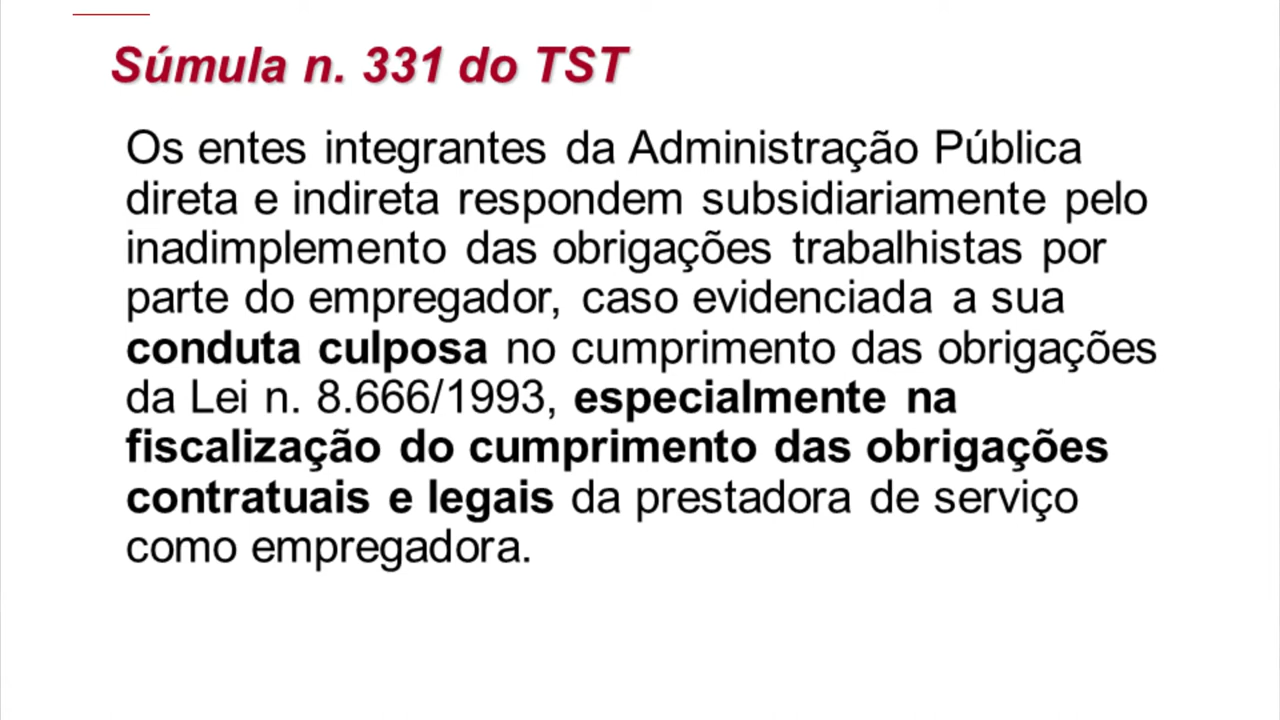 Súmula n. 331 do TST
Os entes integrantes da Administração Pública
direta e indireta respondem subsidiariamente pelo
inadimplemento das obrigações trabalhistas por
parte do empregador, caso evidenciada a sua
conduta culposa no cumprimento das obrigações
da Lei n. 8.666/1993, especialmente na
fiscalização do cumprimento das obrigações
contratuais e legais da prestadora de serviço
como empregadora.